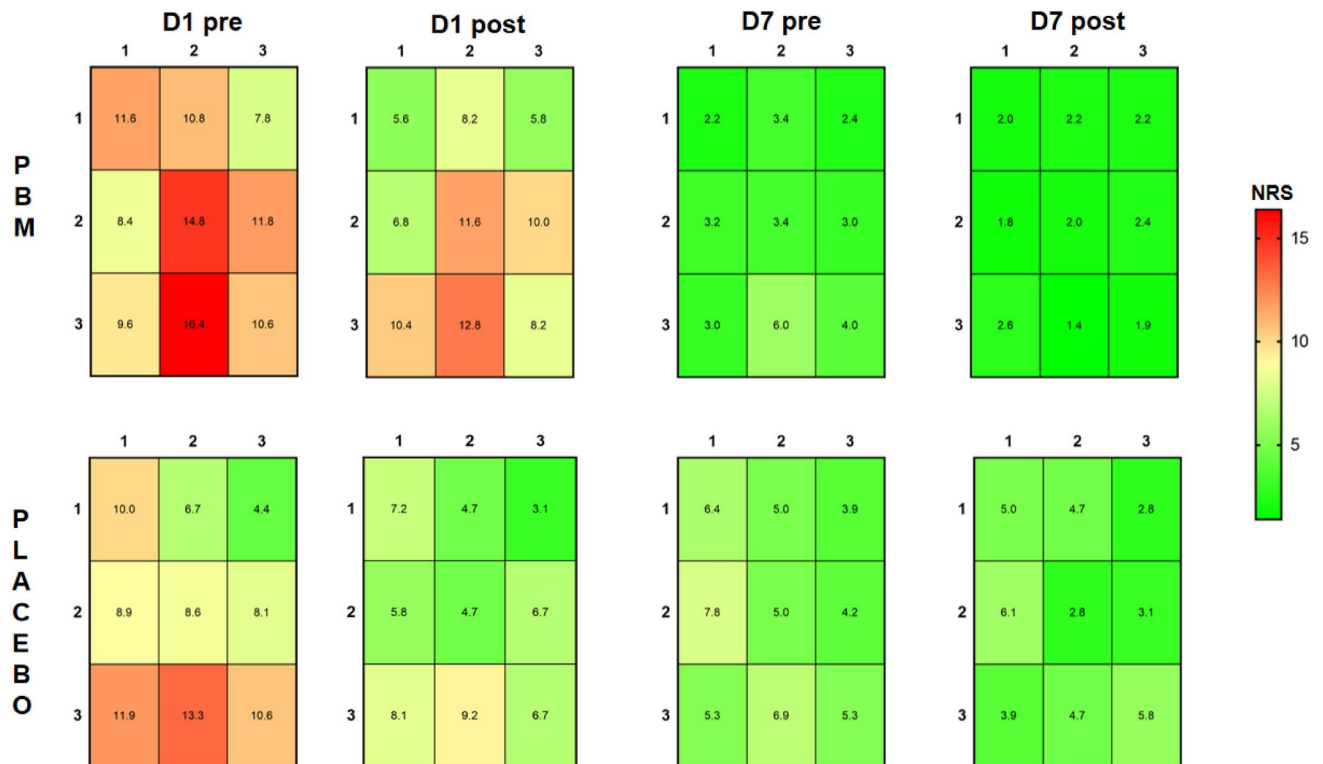 D1 pre D1 post D7 pre D7 post
1 2 3 1 2 3 1 2 3 1 2 3
1 11.6 10.8 7.8 1 5.6 8.2 5.8 1 2.2 3.4 2.4 1 2.0 2.2 2.2
PBM
2 8.4 14.8 11.8 2 6.8 11.6 10.0 2 3.2 3.4 3.0 2 1.8 2.0 2.4
3 9.6 16.4 10.6 3 10.4 12.8 8.2 3 3.0 6.0 4.0 3 2.6 1.4 1.9
NRS
15
10
5
1 2 3 1 2 3 1 2 3 1 2 3
1 10.0 6.7 4.4 1 7.2 4.7 3.1 1 6.4 5.0 3.9 1 5.0 4.7 2.8
PLACEBO
2 8.9 8.6 8.1 2 5.8 4.7 6.7 2 7.8 5.0 4.2 2 6.1 2.8 3.1
3 11.9 13.3 10.6 3 8.1 9.2 6.7 3 5.3 6.9 5.3 3 3.9 4.7 5.8